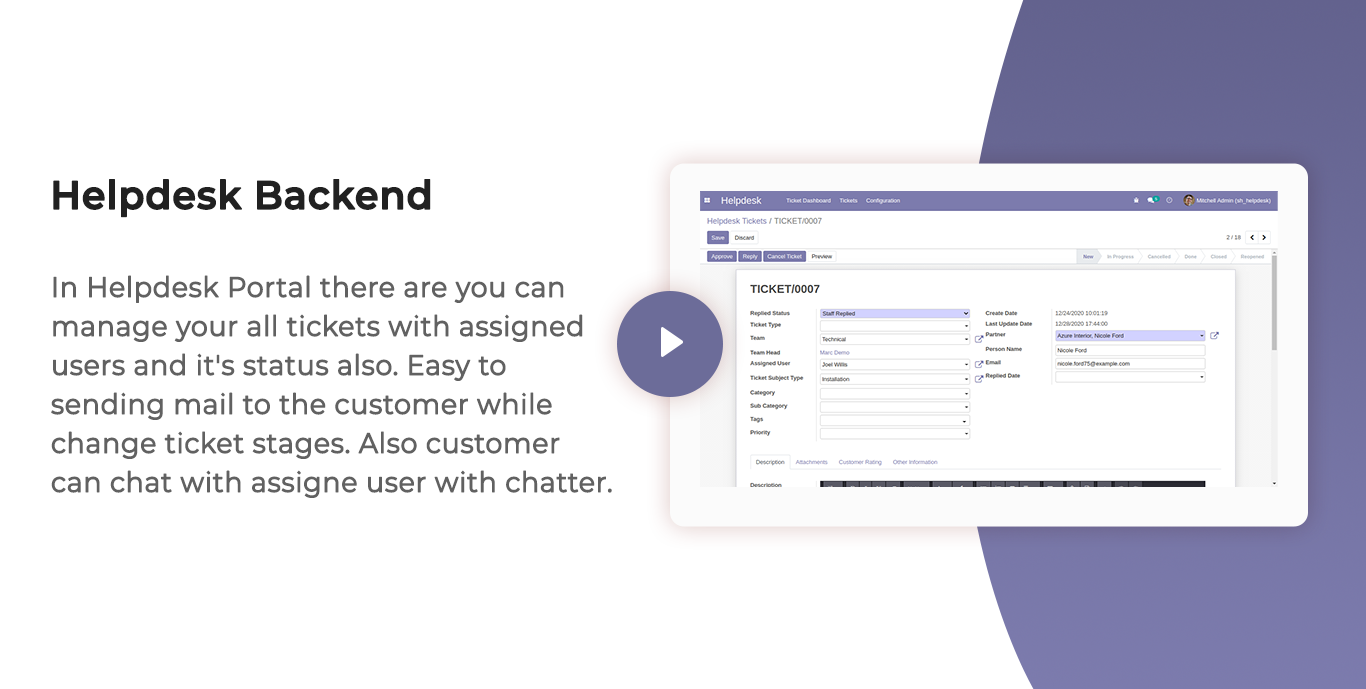 Helpdesk Backend
In Helpdesk Portal there are you can
manage your all tickets with assigned
users and it's status also. Easy to
sending mail to the customer while
change ticket stages. Also customer
can chat with assigne user with chatter.
Helpdesk Ticket Dashboard Tickets Configuration Mitchell Admin (sh_helpdesk)
Helpdesk Tickets / TICKET/0007
Save Discard 2 / 18
Approve Reply Cancel Ticket Preview New In Progress Cancelled Done Closed Reopened
TICKET/0007
Replied Status Staff Replied
Ticket Type
Team Technical
Team Head Marc Demo
Assigned User Joel Willis
Ticket Subject Type Installation
Category
Sub Category
Tags
Priority
Create Date 12/24/2020 10:01:19
Last Update Date 12/28/2020 17:44:00
Partner Azure Interior, Nicole Ford
Person Name Nicole Ford
Email nicole.ford75@example.com
Replied Date
Description Attachments Customer Rating Other Information
Description